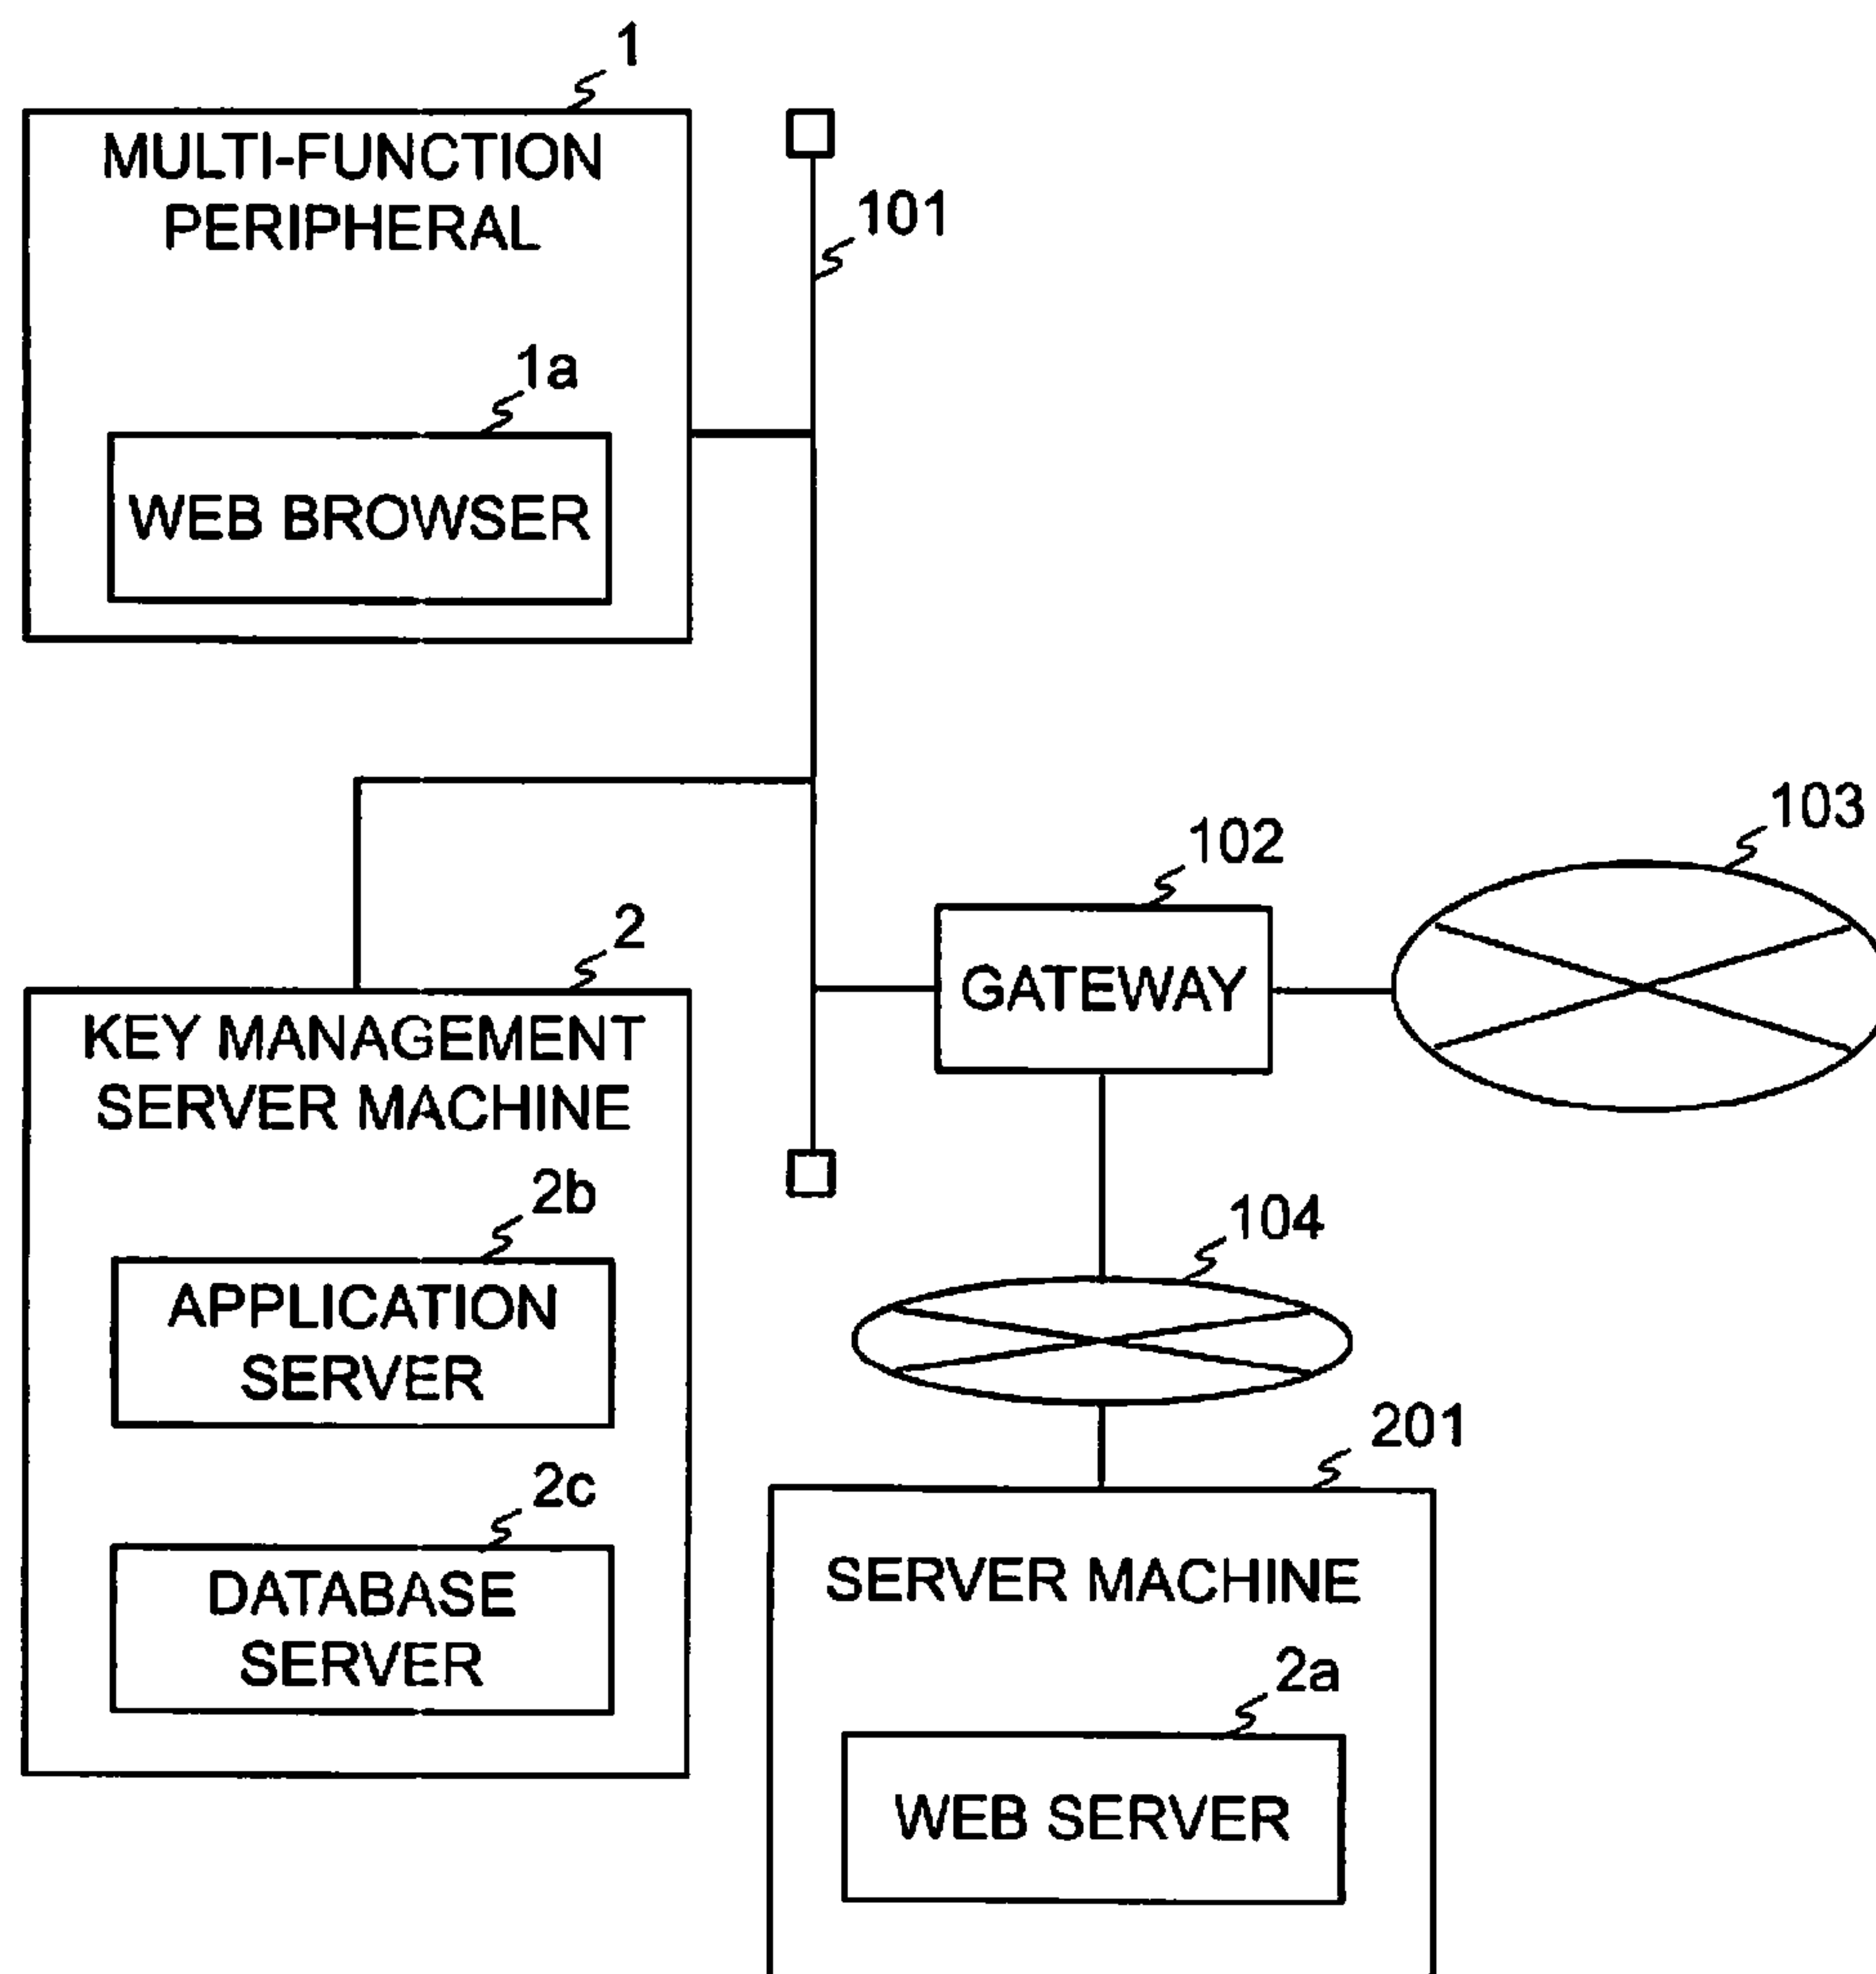 1
MULTI-FUNCTION
PERIPHERAL
101
1a
WEB BROWSER
103
102
GATEWAY
2
KEY MANAGEMENT
SERVER MACHINE
2b
APPLICATION
SERVER
104
201
2c
DATABASE
SERVER
SERVER MACHINE
2a
WEB SERVER